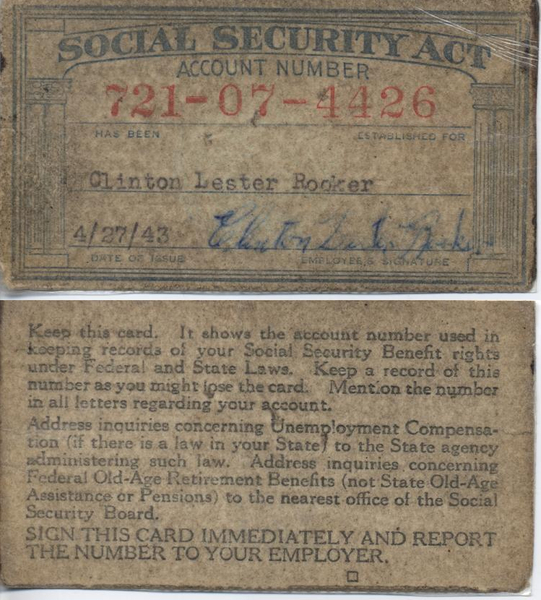 SOCIAL SECURITY ACT
ACCOUNT NUMBER
721-07-4426
HAS BEEN ESTABLISHED FOR
Clinton Lester Rooker
4/27/43 Clinton Lester Rooker
DATE OF ISSUE EMPLOYEE'S SIGNATURE
Keep this card. It shows the account number used in
keeping records of your Social Security Benefit rights
under Federal and State Laws. Keep a record of this
number as you might lose the card. Mention the number
in all letters regarding your account.
Address inquiries concerning Unemployment Compensa-
tion (if there is a law in your State) to the State agency
administering such law. Address inquiries concerning
Federal Old-Age Retirement Benefits (not State Old-Age
Assistance or Pensions) to the nearest office of the Social
Security Board.
SIGN THIS CARD IMMEDIATELY AND REPORT
THE NUMBER TO YOUR EMPLOYER.